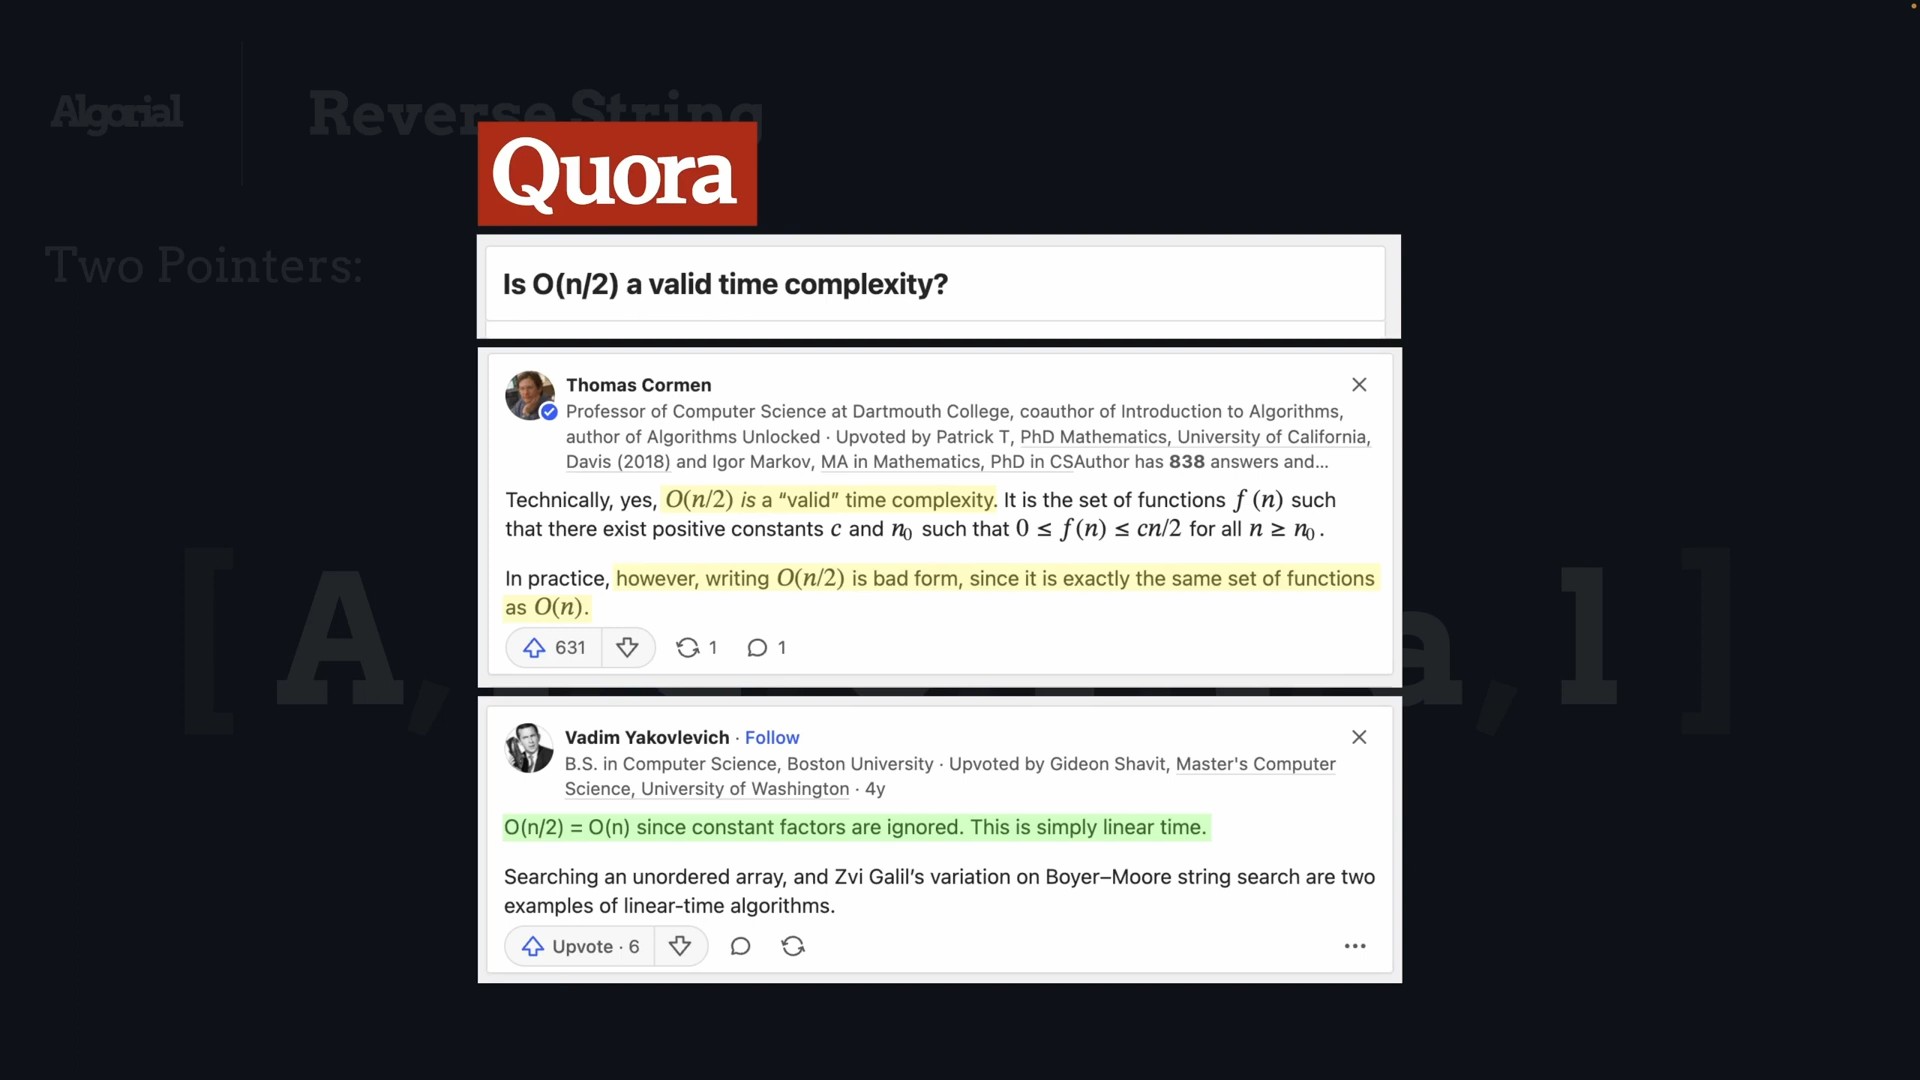 Algorial
Reverse String
Quora
Two Pointers:
Is O(n/2) a valid time complexity?
Thomas Cormen
Professor of Computer Science at Dartmouth College, coauthor of Introduction to Algorithms,
author of Algorithms Unlocked · Upvoted by Patrick T, PhD Mathematics, University of California,
Davis (2018) and Igor Markov, MA in Mathematics, PhD in CSAuthor has 838 answers and...
Technically, yes, O(n/2) is a “valid” time complexity. It is the set of functions f (n) such
that there exist positive constants c and n₀ such that 0 ≤ f(n) ≤ cn/2 for all n ≥ n₀.
In practice, however, writing O(n/2) is bad form, since it is exactly the same set of functions
as O(n).
631 1 1
[ A, a, l ]
Vadim Yakovlevich · Follow
B.S. in Computer Science, Boston University · Upvoted by Gideon Shavit, Master's Computer
Science, University of Washington · 4y
O(n/2) = O(n) since constant factors are ignored. This is simply linear time.
Searching an unordered array, and Zvi Galil’s variation on Boyer–Moore string search are two
examples of linear-time algorithms.
Upvote · 6